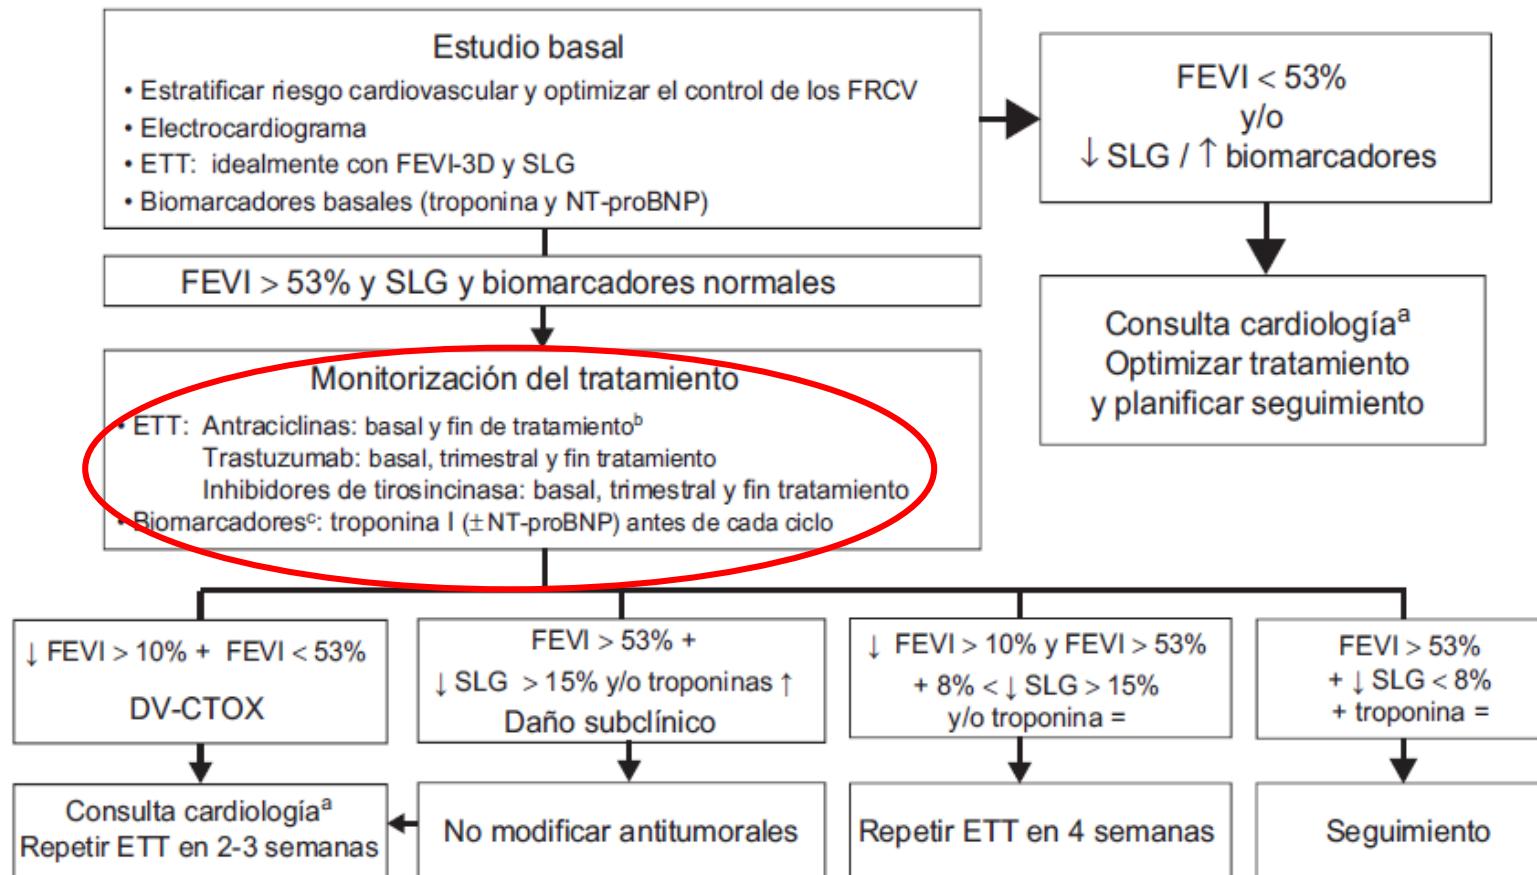 Estudio basal
• Estratificar riesgo cardiovascular y optimizar el control de los FRCV
• Electrocardiograma
• ETT: idealmente con FEVI-3D y SLG
• Biomarcadores basales (troponina y NT-proBNP)
FEVI < 53%
y/o
↓ SLG / ↑ biomarcadores
FEVI > 53% y SLG y biomarcadores normales
Consulta cardiologíaᵃ
Optimizar tratamiento
y planificar seguimiento
Monitorización del tratamiento
• ETT: Antraciclinas: basal y fin de tratamientoᵇ
Trastuzumab: basal, trimestral y fin tratamiento
Inhibidores de tirosincinasa: basal, trimestral y fin tratamiento
• Biomarcadoresᶜ: troponina I (±NT-proBNP) antes de cada ciclo
↓ FEVI > 10% + FEVI < 53%
DV-CTOX
FEVI > 53% +
↓ SLG > 15% y/o troponinas ↑
Daño subclínico
↓ FEVI > 10% y FEVI > 53%
+ 8% < ↓ SLG > 15%
y/o troponina =
FEVI > 53%
+ ↓ SLG < 8%
+ troponina =
Consulta cardiologíaᵃ
Repetir ETT en 2-3 semanas
No modificar antitumorales
Repetir ETT en 4 semanas
Seguimiento